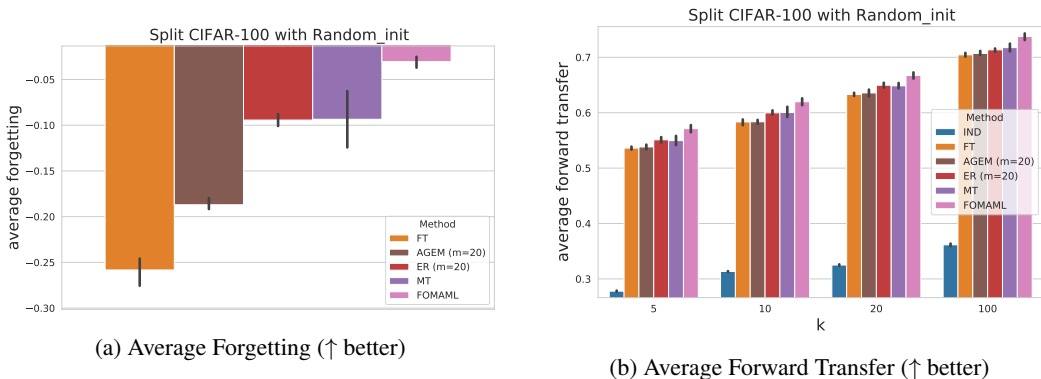 Split CIFAR-100 with Random_init
average forgetting
−0.05
−0.10
−0.15
−0.20
−0.25
−0.30
Method
FT
AGEM (m=20)
ER (m=20)
MT
FOMAML
(a) Average Forgetting (↑ better)
Split CIFAR-100 with Random_init
average forward transfer
0.7
0.6
0.5
0.4
0.3
Method
IND
FT
AGEM (m=20)
ER (m=20)
MT
FOMAML
5 10 20 100
k
(b) Average Forward Transfer (↑ better)